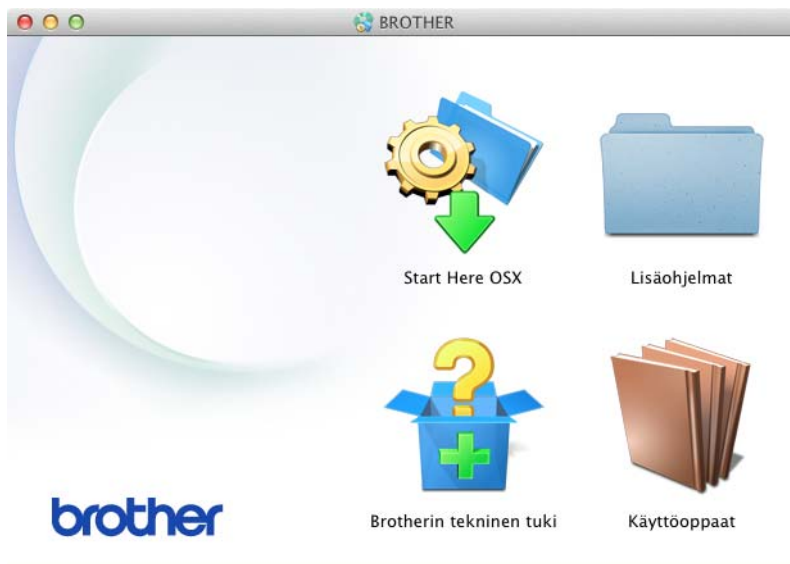 BROTHER
Start Here OSX
Lisäohjelmat
Brotherin tekninen tuki
Käyttöoppaat
brother